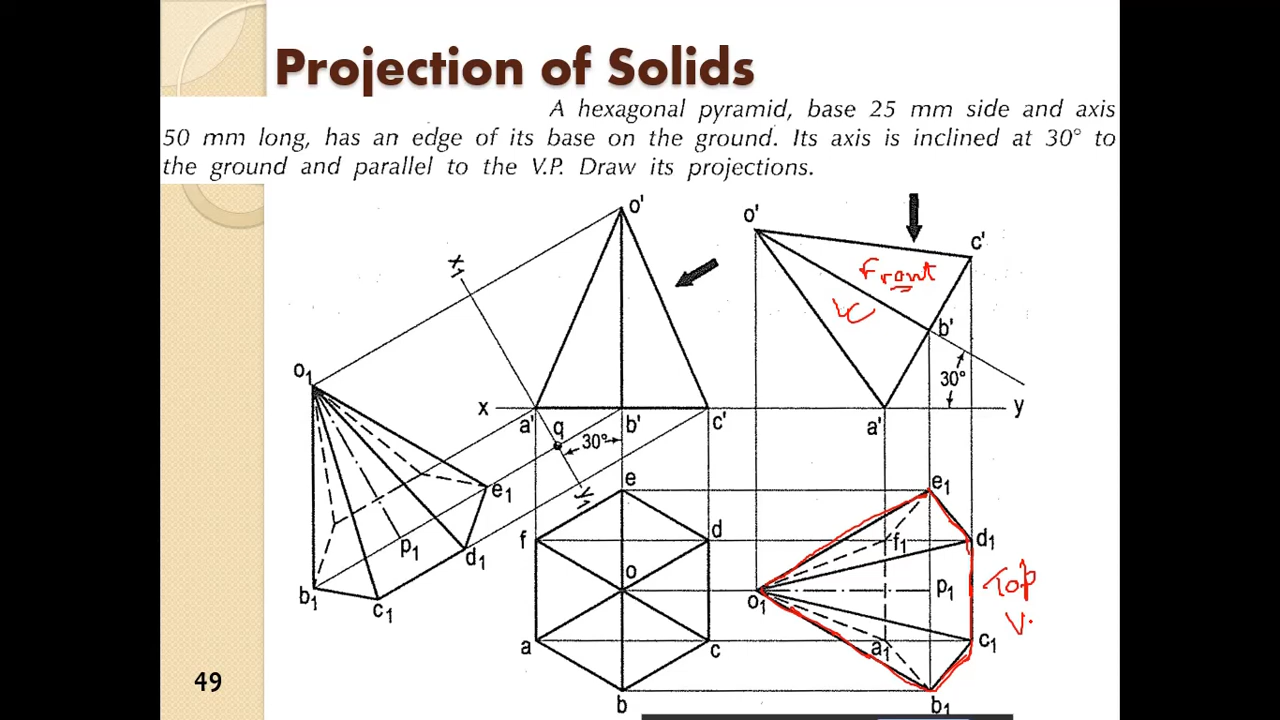 Projection of Solids
A hexagonal pyramid, base 25 mm side and axis
50 mm long, has an edge of its base on the ground. Its axis is inclined at 30° to
the ground and parallel to the V.P. Draw its projections.
o'
o'
c'
x1
Front
b'
o1
30°
x
a'
q
b'
c'
a'
y
30°
y1
e1
e
e1
f
d
f1
d1
p1
d1
o
o1
p1
Top
b1
c1
V.
a
c
a1
c1
49
b
b1